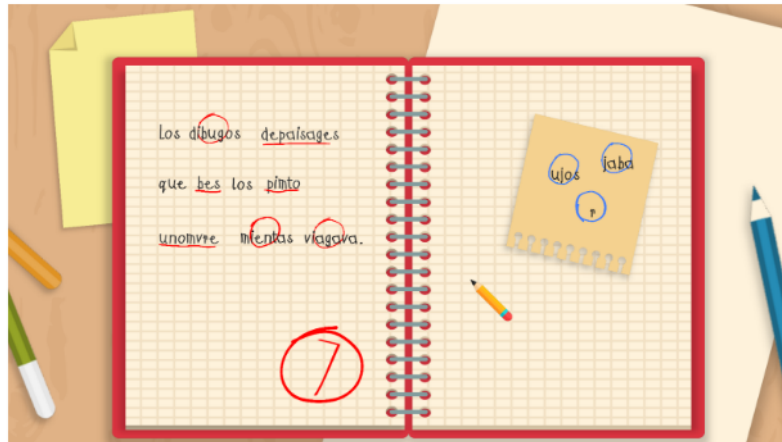 Los dibugos depaisages
que bes los pimto
unomvre mientas viagava.
7
ujos jaba
r